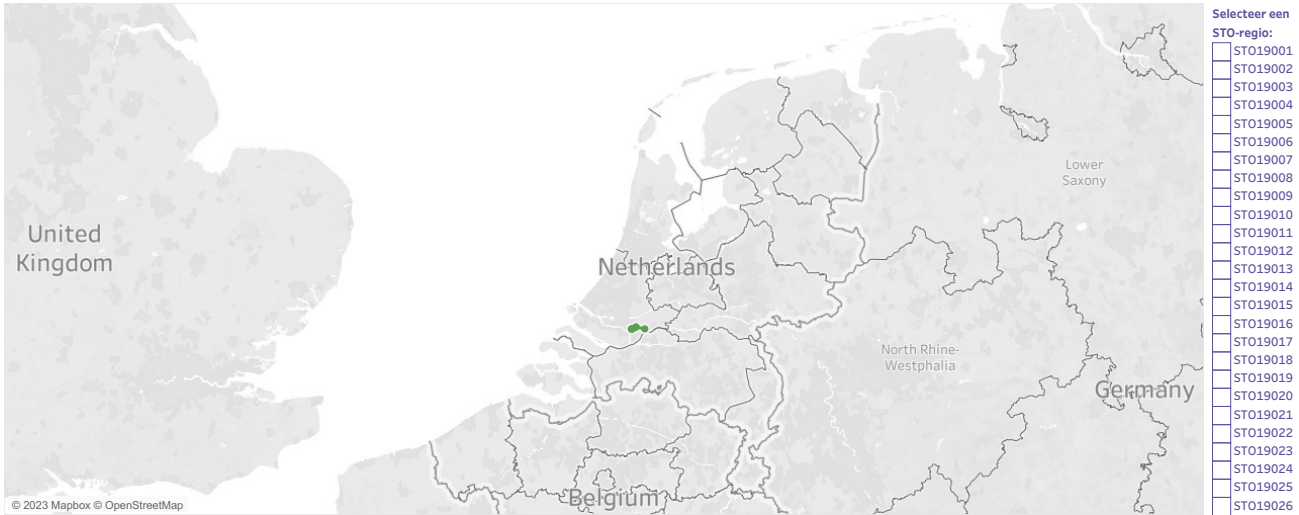 United
Kingdom
Netherlands
Lower
Saxony
North Rhine-
Westphalia
Germany
Belgium
© 2023 Mapbox © OpenStreetMap
Selecteer een
STO-regio:
STO19001
STO19002
STO19003
STO19004
STO19005
STO19006
STO19007
STO19008
STO19009
STO19010
STO19011
STO19012
STO19013
STO19014
STO19015
STO19016
STO19017
STO19018
STO19019
STO19020
STO19021
STO19022
STO19023
STO19024
STO19025
STO19026